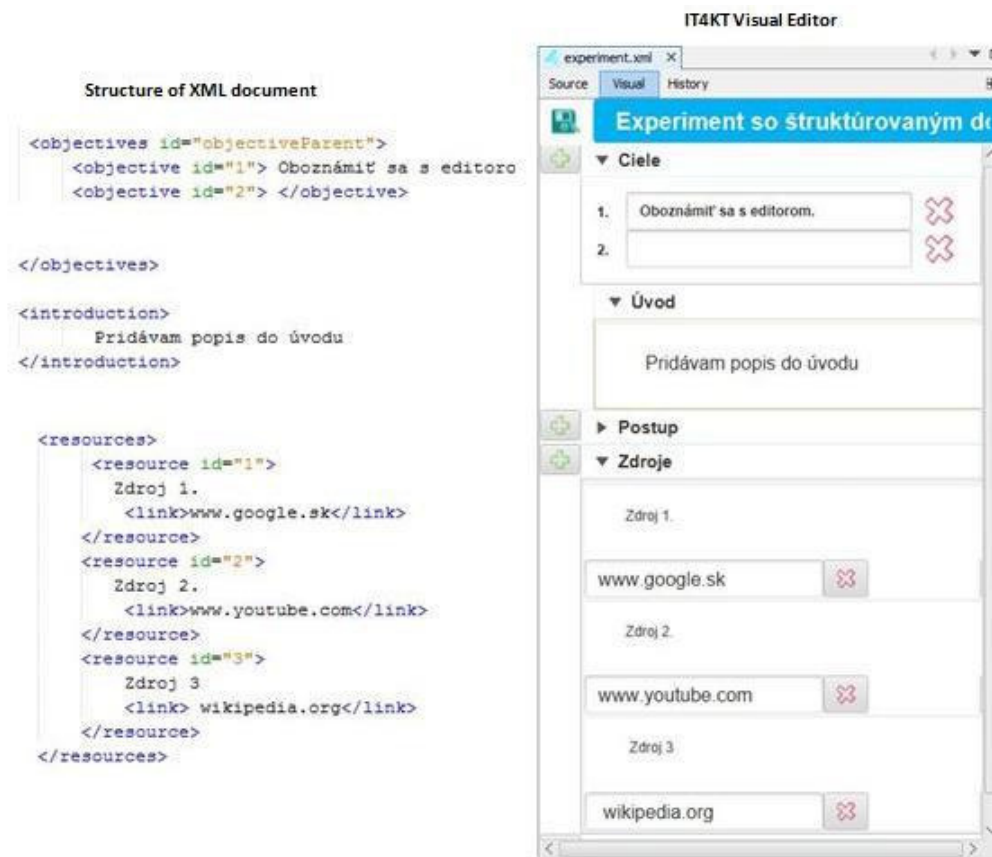 IT4KT Visual Editor
Structure of XML document
<objectives id="objectiveParent">
<objective id="1"> Oboznámiť sa s editoro
<objective id="2"> </objective>
</objectives>
<introduction>
Pridávam popis do úvodu
</introduction>
<resources>
<resource id="1">
Zdroj 1.
<link>www.google.sk</link>
</resource>
<resource id="2">
Zdroj 2.
<link>www.youtube.com</link>
</resource>
<resource id="3">
Zdroj 3
<link> wikipedia.org</link>
</resource>
</resources>
experiment.xml
Source Visual History
Experiment so štruktúrovaným
Ciele
1. Oboznámiť sa s editorom.
2.
Úvod
Pridávam popis do úvodu
Postup
Zdroje
Zdroj 1.
www.google.sk
Zdroj 2.
www.youtube.com
Zdroj 3
wikipedia.org